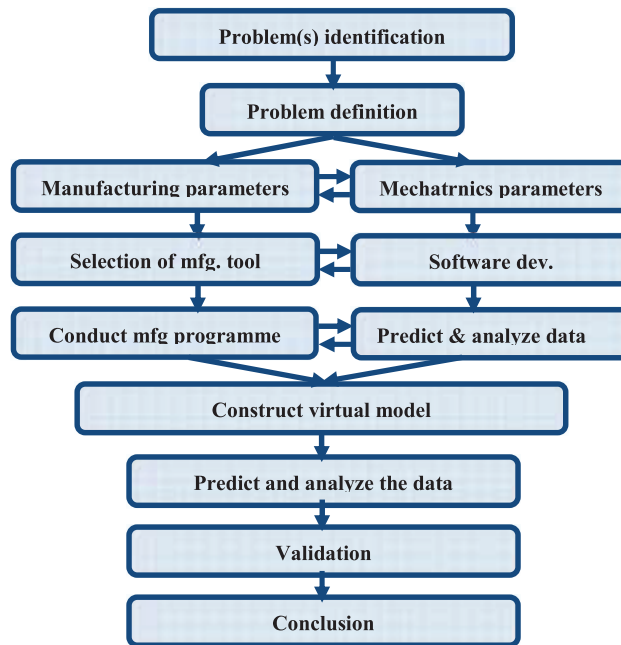 Problem(s) identification
Problem definition
Manufacturing parameters
Mechatrnics parameters
Selection of mfg. tool
Software dev.
Conduct mfg programme
Predict & analyze data
Construct virtual model
Predict and analyze the data
Validation
Conclusion